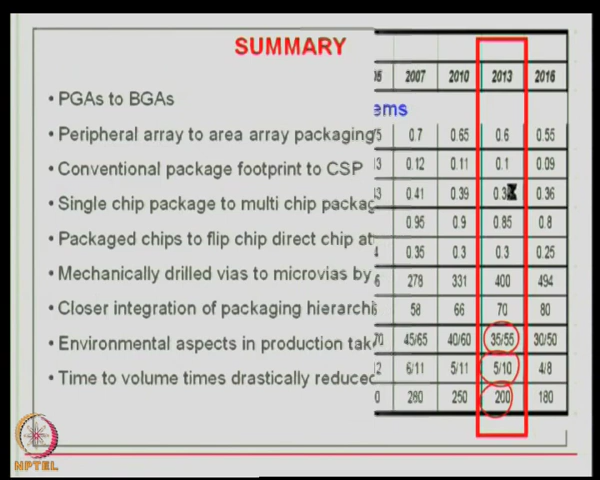 SUMMARY
2007 2010 2013 2016
• PGAs to BGAs
ems
• Peripheral array to area array packaging 0.7 0.65 0.6 0.55
0.12 0.11 0.1 0.09
• Conventional package footprint to CSP
0.41 0.39 0.3 0.36
• Single chip package to multi chip packag
0.95 0.9 0.85 0.8
• Packaged chips to flip chip direct chip at
0.35 0.3 0.3 0.25
• Mechanically drilled vias to microvias by 278 331 400 494
• Closer integration of packaging hierarchi 58 66 70 80
• Environmental aspects in production tak 45/65 40/60 35/55 30/50
• Time to volume times drastically reduced 6/11 5/11 5/10 4/8
280 250 200 180
NPTEL